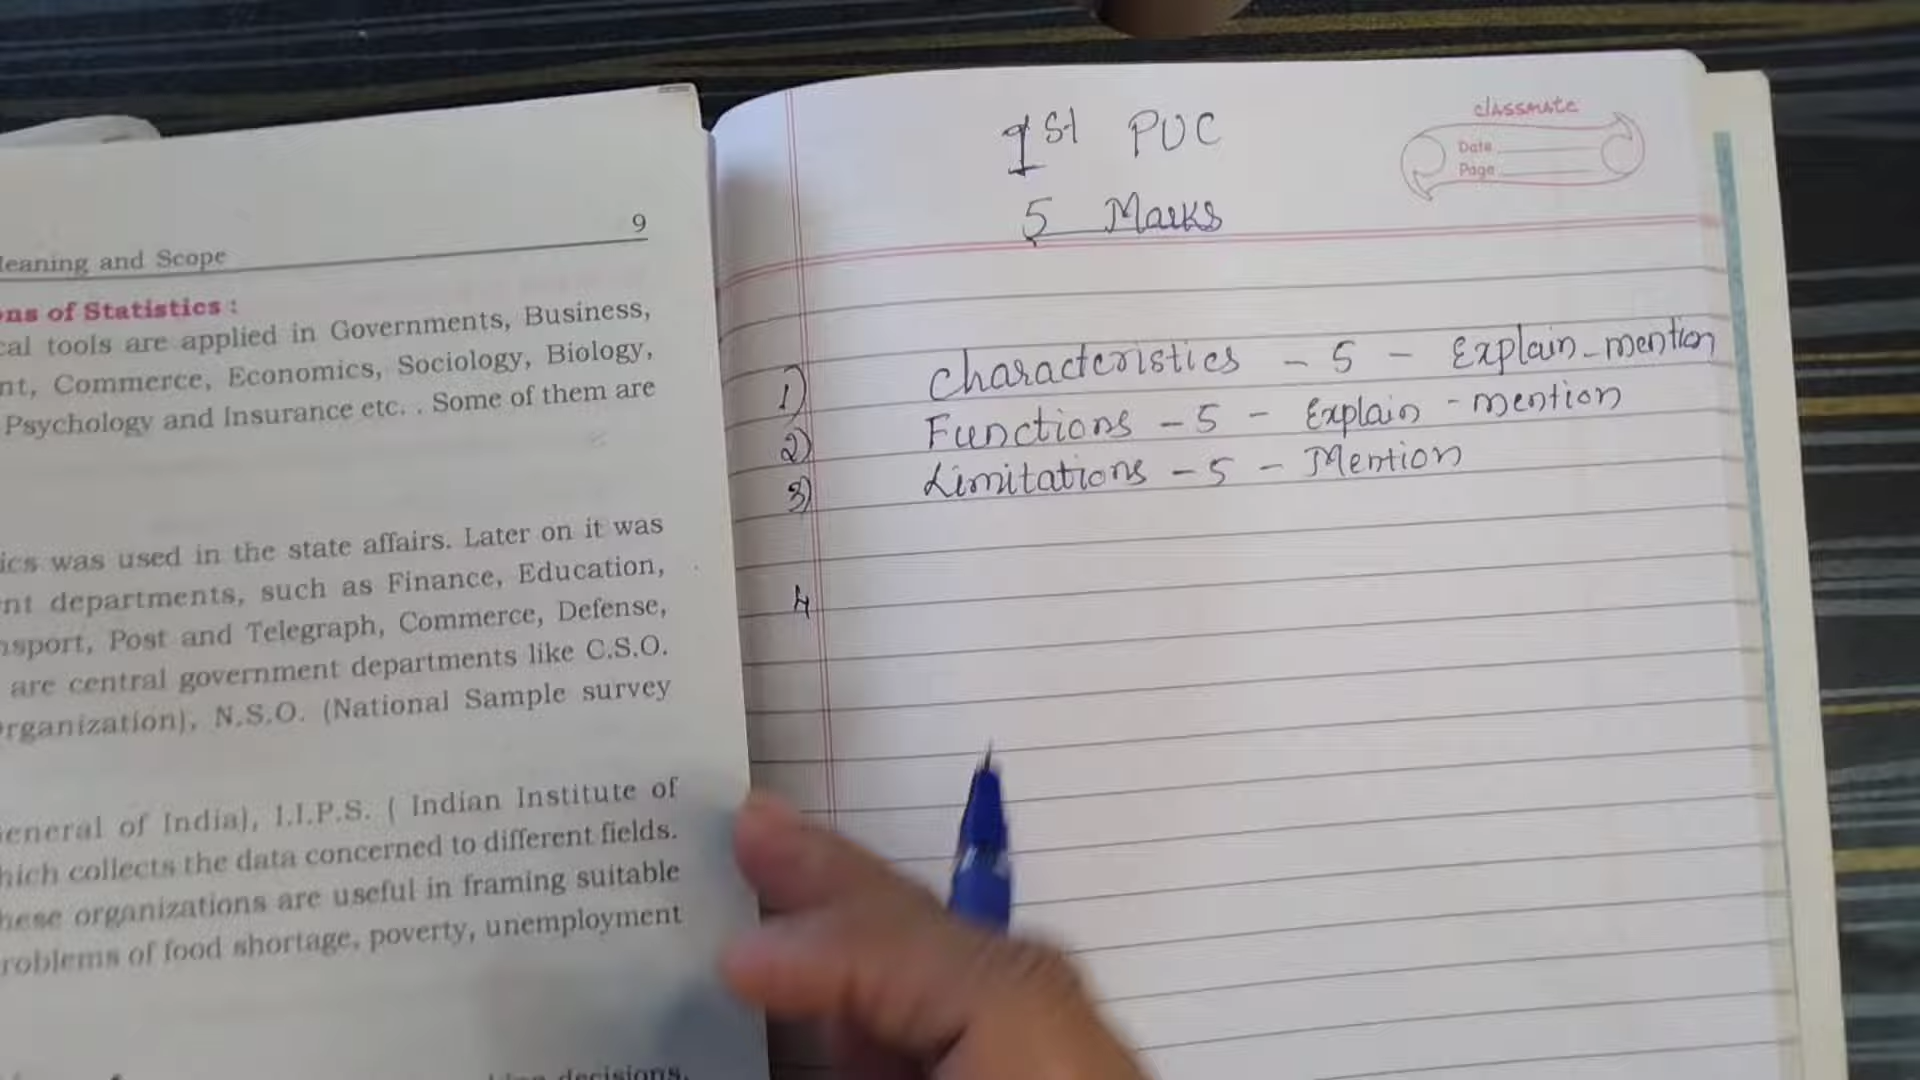 9
eaning and Scope
ns of Statistics :
cal tools are applied in Governments, Business,
nt, Commerce, Economics, Sociology, Biology,
Psychology and Insurance etc. . Some of them are
ics was used in the state affairs. Later on it was
nt departments, such as Finance, Education,
nsport, Post and Telegraph, Commerce, Defense,
are central government departments like C.S.O.
rganization), N.S.O. (National Sample survey
eneral of India), I.I.P.S. ( Indian Institute of
hich collects the data concerned to different fields.
hese organizations are useful in framing suitable
roblems of food shortage, poverty, unemployment
decisions.
1st PUC
5 Marks
classmate
Date
Page
1) Characteristics - 5 - Explain - mention
2) Functions - 5 - Explain - mention
3) Limitations - 5 - Mention
4